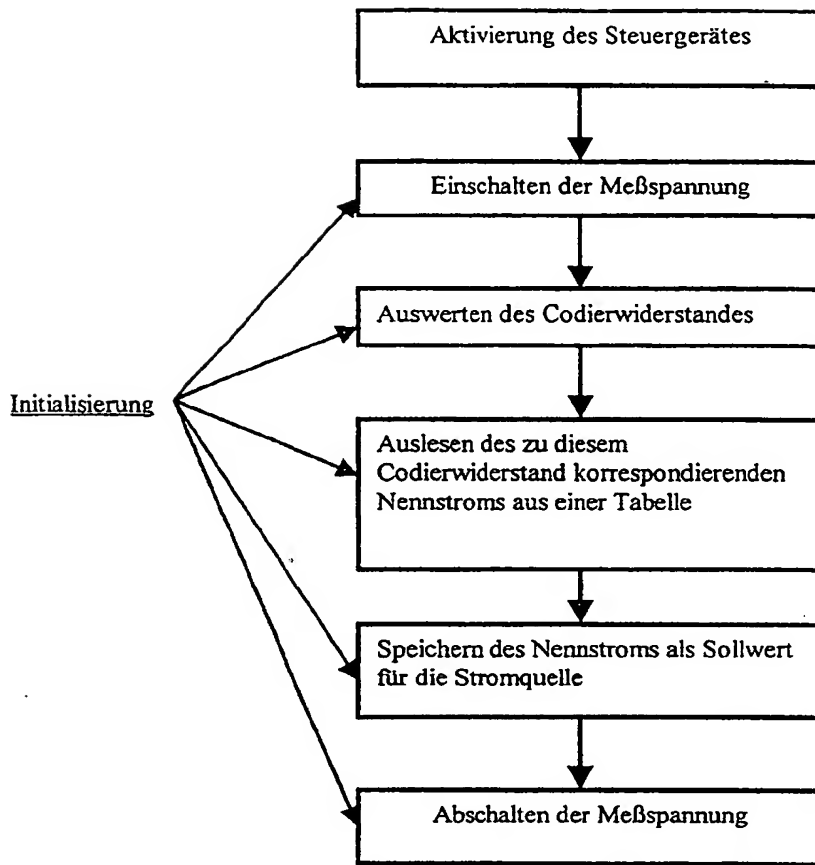 Aktivierung des Steuergerätes
Einschalten der Meßspannung
Auswerten des Codierwiderstandes
Initialisierung
Auslesen des zu diesem
Codierwiderstand korrespondierenden
Nennstroms aus einer Tabelle
Speichern des Nennstroms als Sollwert
für die Stromquelle
Abschalten der Meßspannung